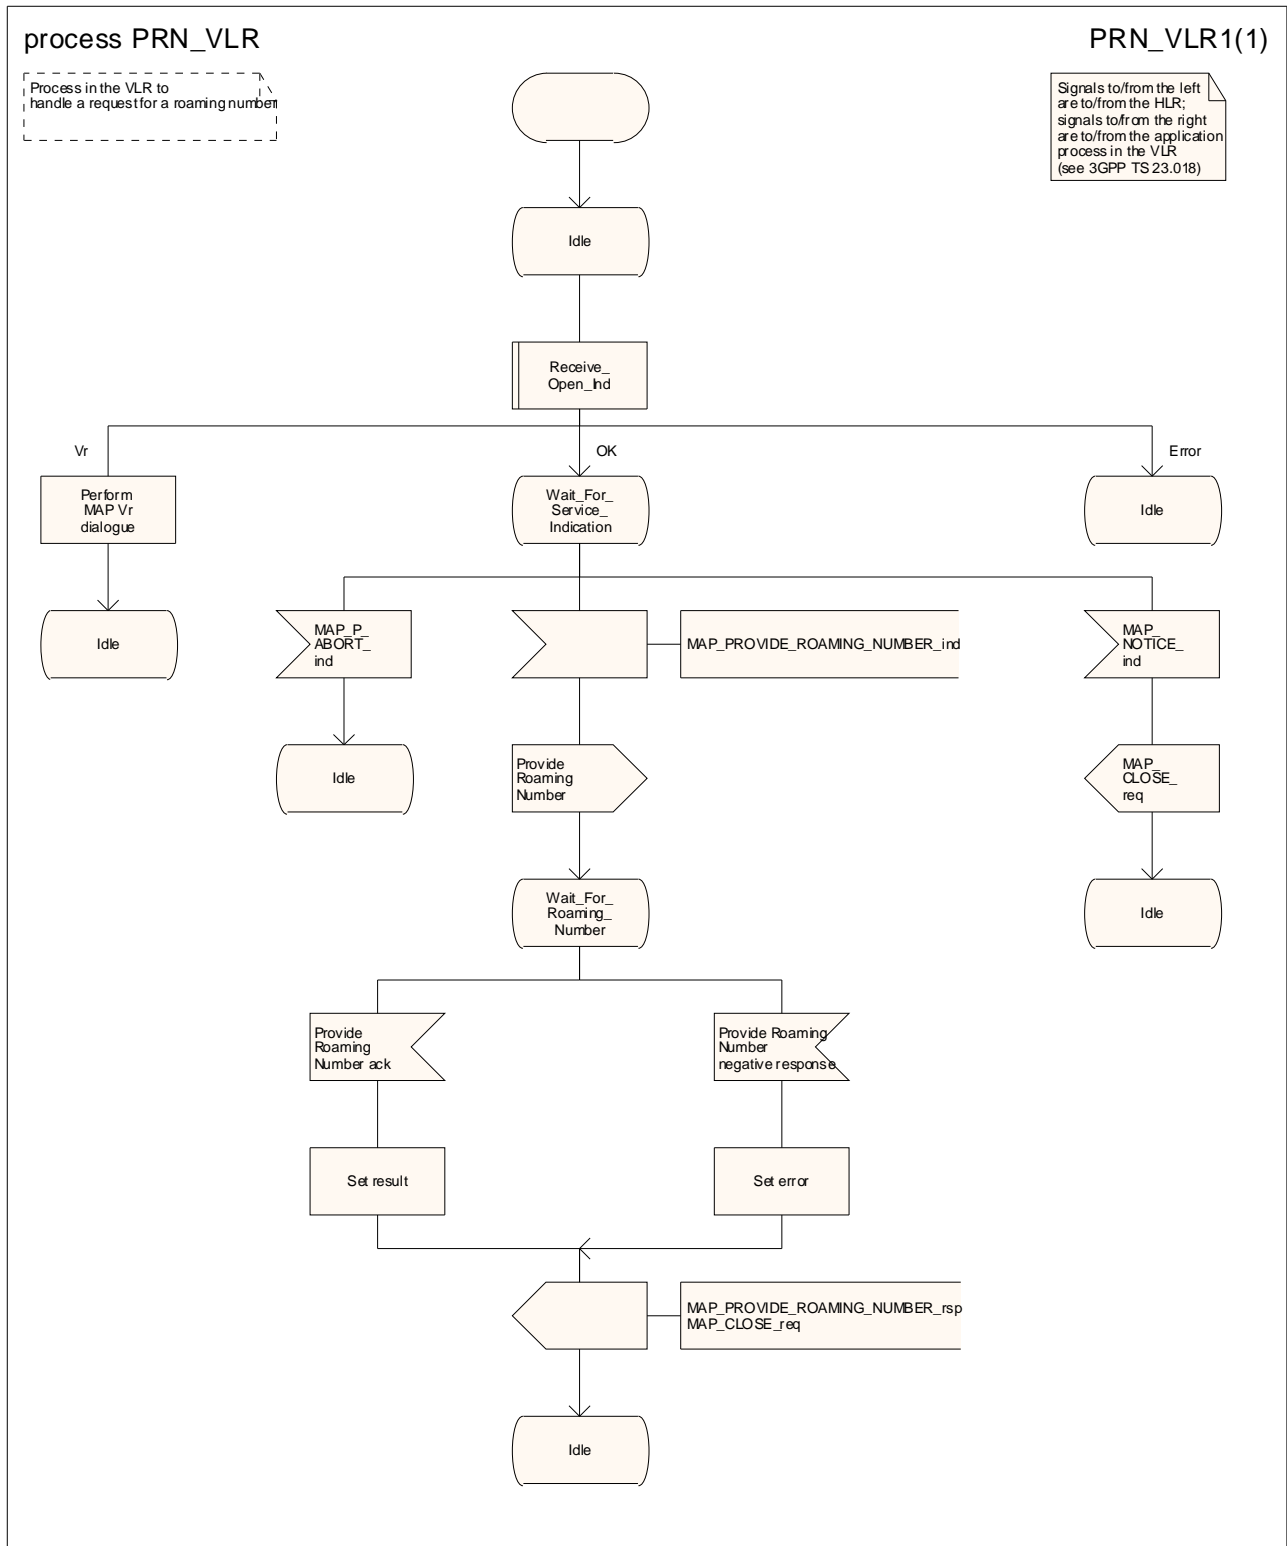 process PRN_VLR
PRN_VLR1(1)
Process in the VLR to
handle a request for a roaming number
Signals to/from the left
are to/from the HLR;
signals to/from the right
are to/from the application
process in the VLR
(see 3GPP TS 23.018)
Idle
Receive_
Open_Ind
Vr
OK
Error
Perform
MAP Vr
dialogue
Wait_For_
Service_
Indication
Idle
Idle
MAP_P_
ABORT_
ind
MAP_PROVIDE_ROAMING_NUMBER_ind
MAP_
NOTICE_
ind
Idle
Provide
Roaming
Number
MAP_
CLOSE_
req
Wait_For_
Roaming_
Number
Idle
Provide
Roaming
Number ack
Provide Roaming
Number
negative response
Set result
Set error
MAP_PROVIDE_ROAMING_NUMBER_rsp
MAP_CLOSE_req
Idle